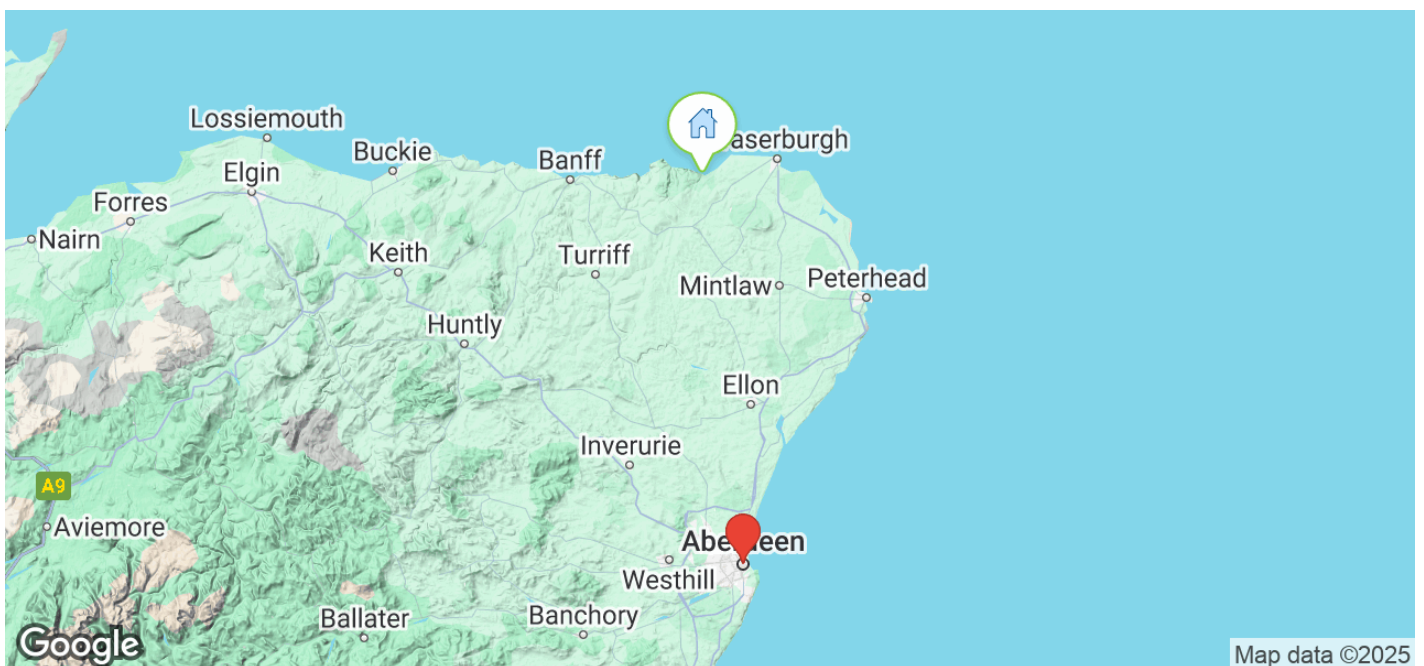 Lossiemouth
Buckie
Banff
aserburgh
Elgin
Forres
Nairn
Keith
Turriff
Mintlaw
Peterhead
Huntly
Ellon
Inverurie
A9
Aviemore
Aberdeen
Westhill
Ballater
Banchory
Google
Map data ©2025